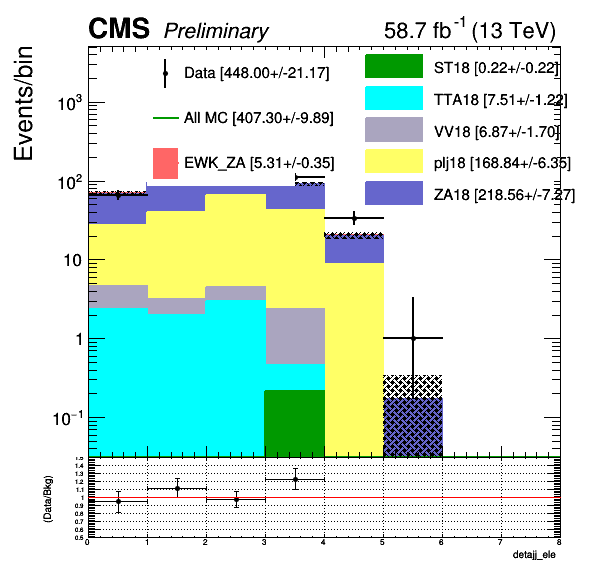 CMS Preliminary 58.7 fb⁻¹ (13 TeV)
Events/bin
10³
10²
10
1
10⁻¹
Data [448.00+/-21.17]
All MC [407.30+/-9.89]
EWK_ZA [5.31+/-0.35]
ST18 [0.22+/-0.22]
TTA18 [7.51+/-1.22]
VV18 [6.87+/-1.70]
plj18 [168.84+/-6.35]
ZA18 [218.56+/-7.27]
(Data/Bkg)
1.5
1.4
1.3
1.2
1.1
1
0.9
0.8
0.7
0.6
0.5
0 1 2 3 4 5 6 7 8
detajj_ele